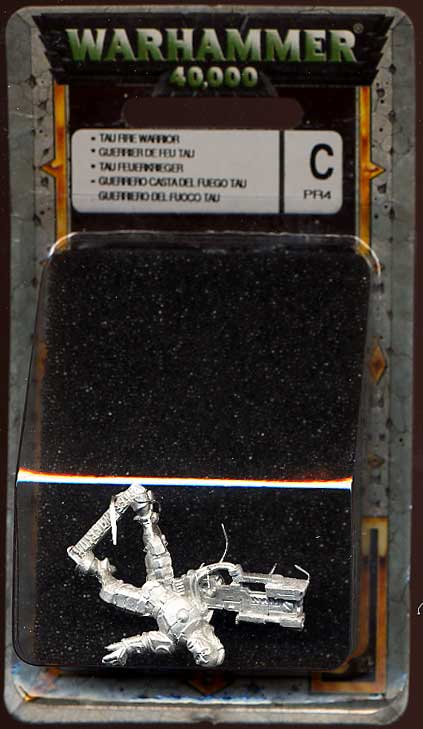 WARHAMMER®
40,000
• TAU FIRE WARRIOR
• GUERRIER DE FEU TAU
• TAU FEUERKRIEGER
- GUERRERO CASTA DEL FUEGO TAU
GUERRIERO DEL FUOCO TAU
C
PR4